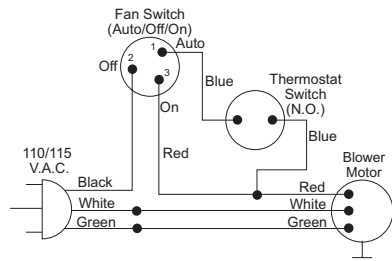 Fan Switch
(Auto/Off/On)
1
Auto
Off
2
3
On
Blue
Thermostat
Switch
(N.O.)
Blue
Red
110/115
V.A.C.
Blower
Motor
Black
Red
White
White
Green
Green